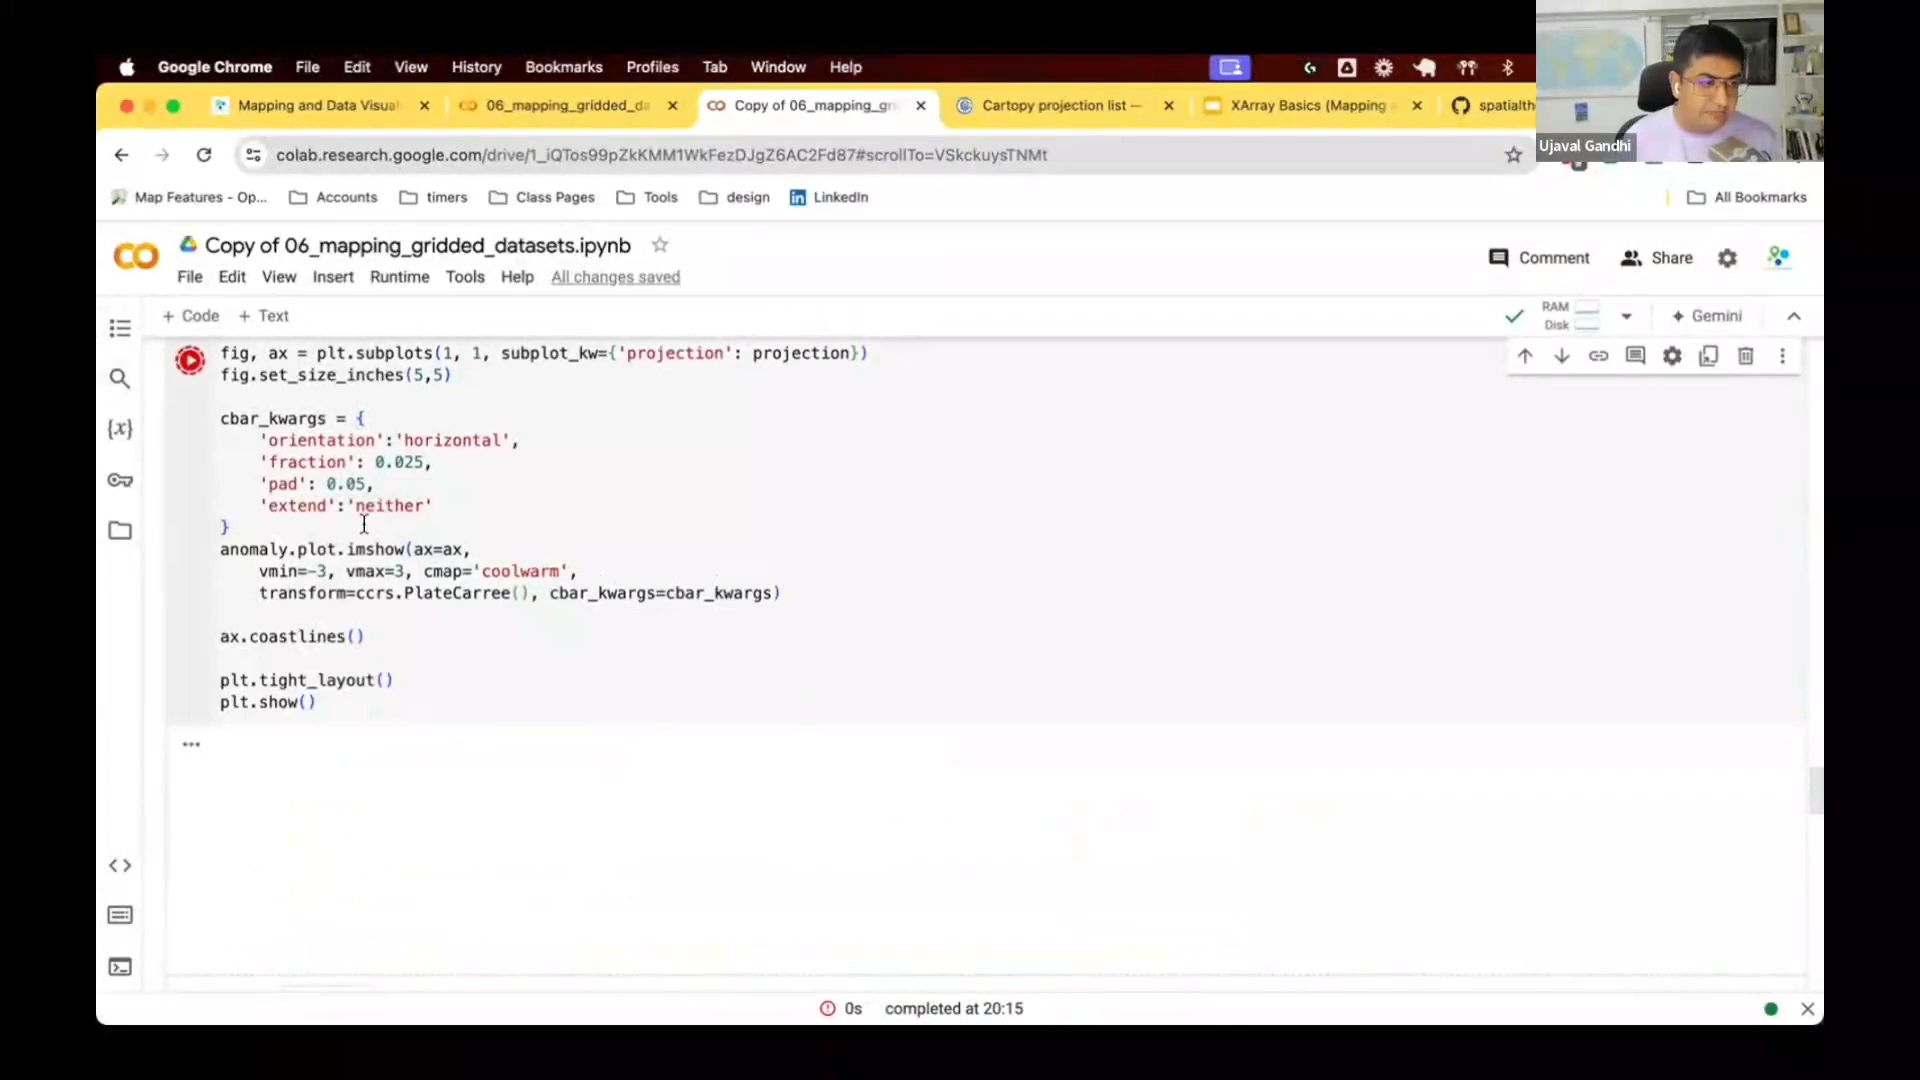 Google Chrome File Edit View History Bookmarks Profiles Tab Window Help
Mapping and Data Visual 06_mapping_gridded_da Copy of 06_mapping_gri Cartopy projection list — XArray Basics (Mapping spatialth
Ujaval Gandhi
colab.research.google.com/drive/1_iQTos99pZkKMM1WkFezDJgZ6AC2Fd87#scrollTo=VSkckuysTNMt
Map Features - Op... Accounts timers Class Pages Tools design LinkedIn All Bookmarks
Copy of 06_mapping_gridded_datasets.ipynb
Comment Share
File Edit View Insert Runtime Tools Help All changes saved
+ Code + Text
RAM
Disk
Gemini
fig, ax = plt.subplots(1, 1, subplot_kw={'projection': projection})
fig.set_size_inches(5,5)
cbar_kwargs = {
'orientation':'horizontal',
'fraction': 0.025,
'pad': 0.05,
'extend':'neither'
}
anomaly.plot.imshow(ax=ax,
vmin=-3, vmax=3, cmap='coolwarm',
transform=ccrs.PlateCarree(), cbar_kwargs=cbar_kwargs)
ax.coastlines()
plt.tight_layout()
plt.show()
0s completed at 20:15